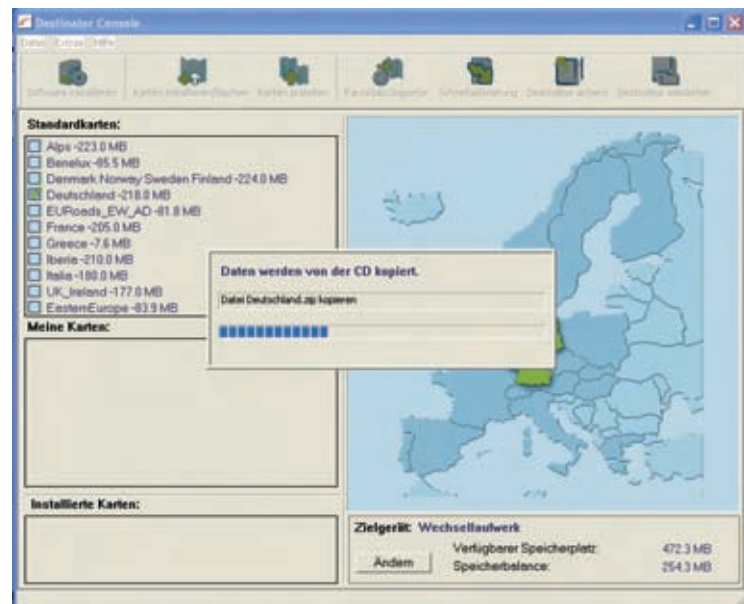 Destinator Console
Datei Extras Hilfe
Software installieren
Karten installieren/löschen
Karten erstellen
Favoriten Importer
Schnellaktivierung
Destinator sichern
Standardkarten:
Alps -223.0 MB
Benelux -85.5 MB
Denmark Norway Sweden Finland -224.0 MB
Deutschland -218.0 MB
EURoads_EW_AD -81.8 MB
France -205.0 MB
Greece -7.6 MB
Iberia -210.0 MB
Italia -180.0 MB
UK_Ireland -177.0 MB
EasternEurope -83.9 MB
Daten werden von der CD kopiert.
Datei Deutschland.zip kopieren
Meine Karten:
Installierte Karten:
Zielgerät: Wechsellaufwerk
Ändern
Verfügbarer Speicherplatz: 472.3 MB
Speicherbalance: 254.3 MB